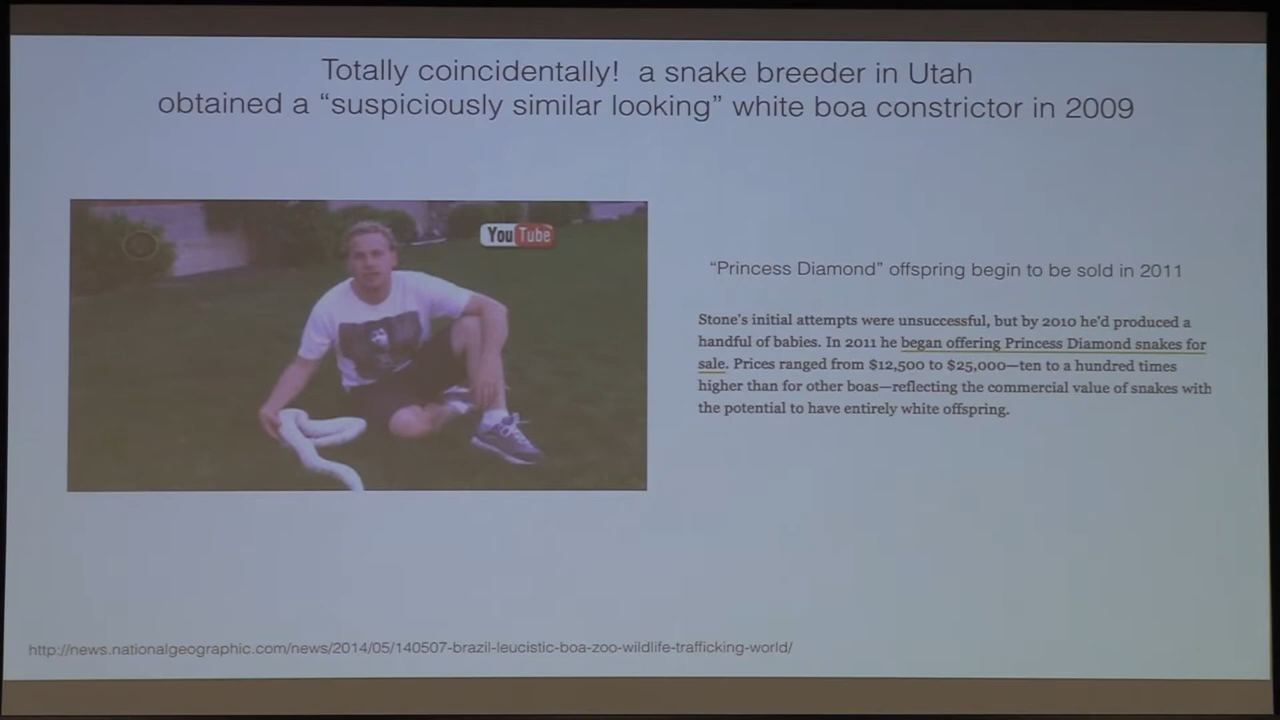 Totally coincidentally! a snake breeder in Utah
obtained a “suspiciously similar looking” white boa constrictor in 2009
YouTube
“Princess Diamond” offspring begin to be sold in 2011
Stone’s initial attempts were unsuccessful, but by 2010 he’d produced a
handful of babies. In 2011 he began offering Princess Diamond snakes for
sale. Prices ranged from $12,500 to $25,000—ten to a hundred times
higher than for other boas—reflecting the commercial value of snakes with
the potential to have entirely white offspring.
http://news.nationalgeographic.com/news/2014/05/140507-brazil-leucistic-boa-zoo-wildlife-trafficking-world/